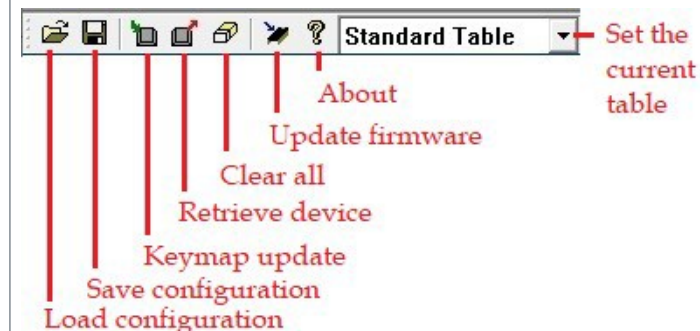 Standard Table
Set the
current
table
About
Update firmware
Clear all
Retrieve device
Keymap update
Save configuration
Load configuration